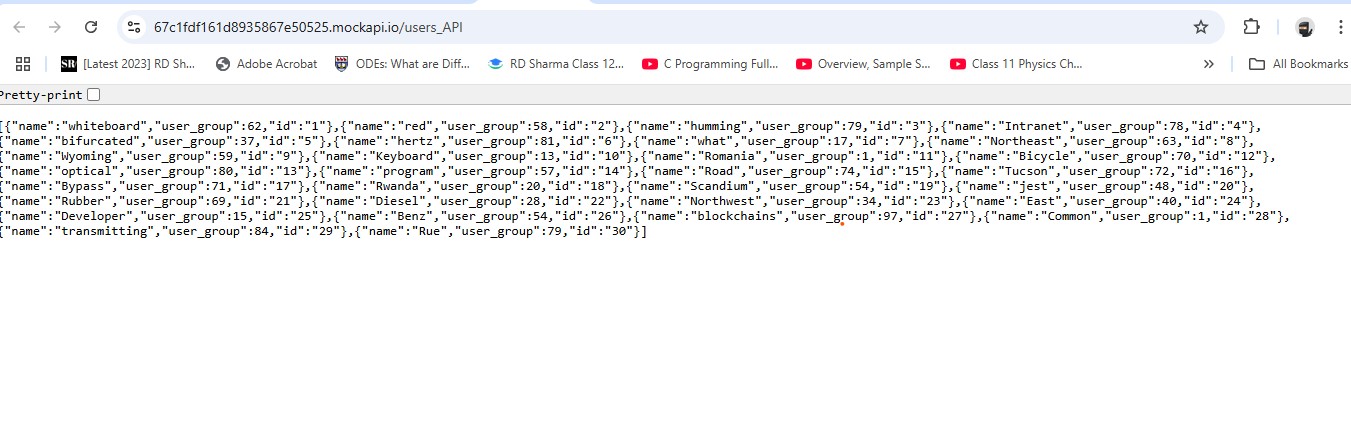 67c1fdf161d8935867e50525.mockapi.io/users_API
SR [Latest 2023] RD Sh... Adobe Acrobat ODEs: What are Diff... RD Sharma Class 12... C Programming Full... Overview, Sample S... Class 11 Physics Ch... » All Bookmarks
Pretty-print
[{"name":"whiteboard","user_group":62,"id":"1"},{"name":"red","user_group":58,"id":"2"},{"name":"humming","user_group":79,"id":"3"},{"name":"Intranet","user_group":78,"id":"4"},
{"name":"bifurcated","user_group":37,"id":"5"},{"name":"hertz","user_group":81,"id":"6"},{"name":"what","user_group":17,"id":"7"},{"name":"Northeast","user_group":63,"id":"8"},
{"name":"Wyoming","user_group":59,"id":"9"},{"name":"Keyboard","user_group":13,"id":"10"},{"name":"Romania","user_group":1,"id":"11"},{"name":"Bicycle","user_group":70,"id":"12"},
{"name":"optical","user_group":80,"id":"13"},{"name":"program","user_group":57,"id":"14"},{"name":"Road","user_group":74,"id":"15"},{"name":"Tucson","user_group":72,"id":"16"},
{"name":"Bypass","user_group":71,"id":"17"},{"name":"Rwanda","user_group":20,"id":"18"},{"name":"Scandium","user_group":54,"id":"19"},{"name":"jest","user_group":48,"id":"20"},
{"name":"Rubber","user_group":69,"id":"21"},{"name":"Diesel","user_group":28,"id":"22"},{"name":"Northwest","user_group":34,"id":"23"},{"name":"East","user_group":40,"id":"24"},
{"name":"Developer","user_group":15,"id":"25"},{"name":"Benz","user_group":54,"id":"26"},{"name":"blockchains","user_group":97,"id":"27"},{"name":"Common","user_group":1,"id":"28"},
{"name":"transmitting","user_group":84,"id":"29"},{"name":"Rue","user_group":79,"id":"30"}]